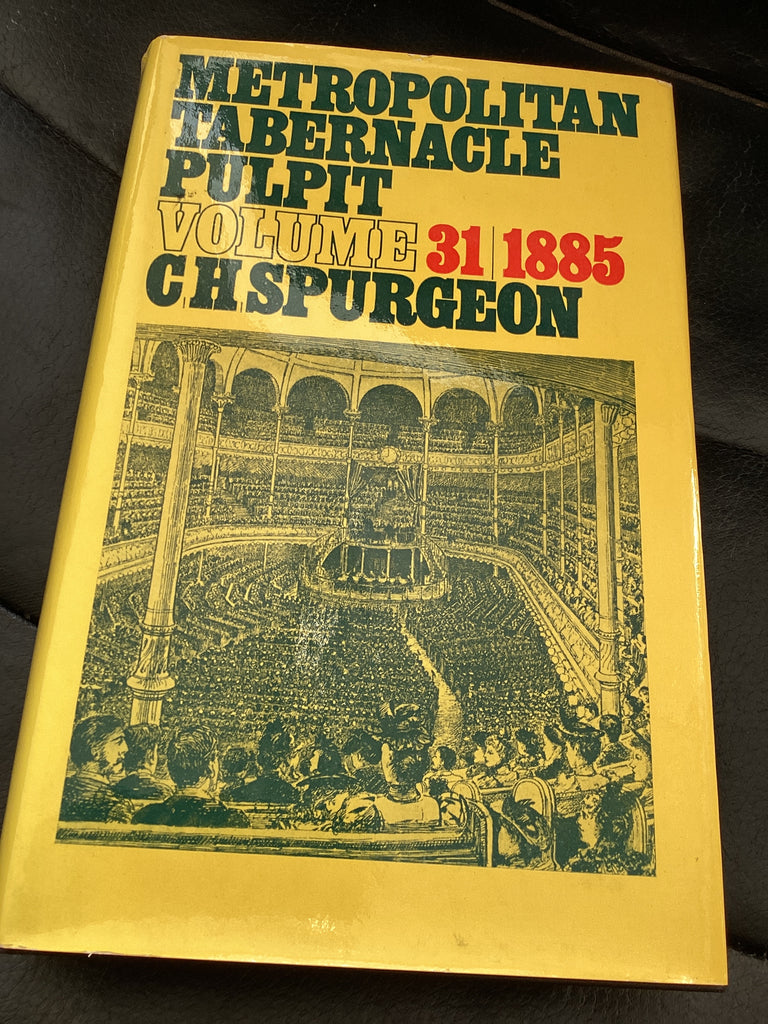 METROPOLITAN
TABERNACLE
PULPIT
VOLUME 31|1885
C H SPURGEON